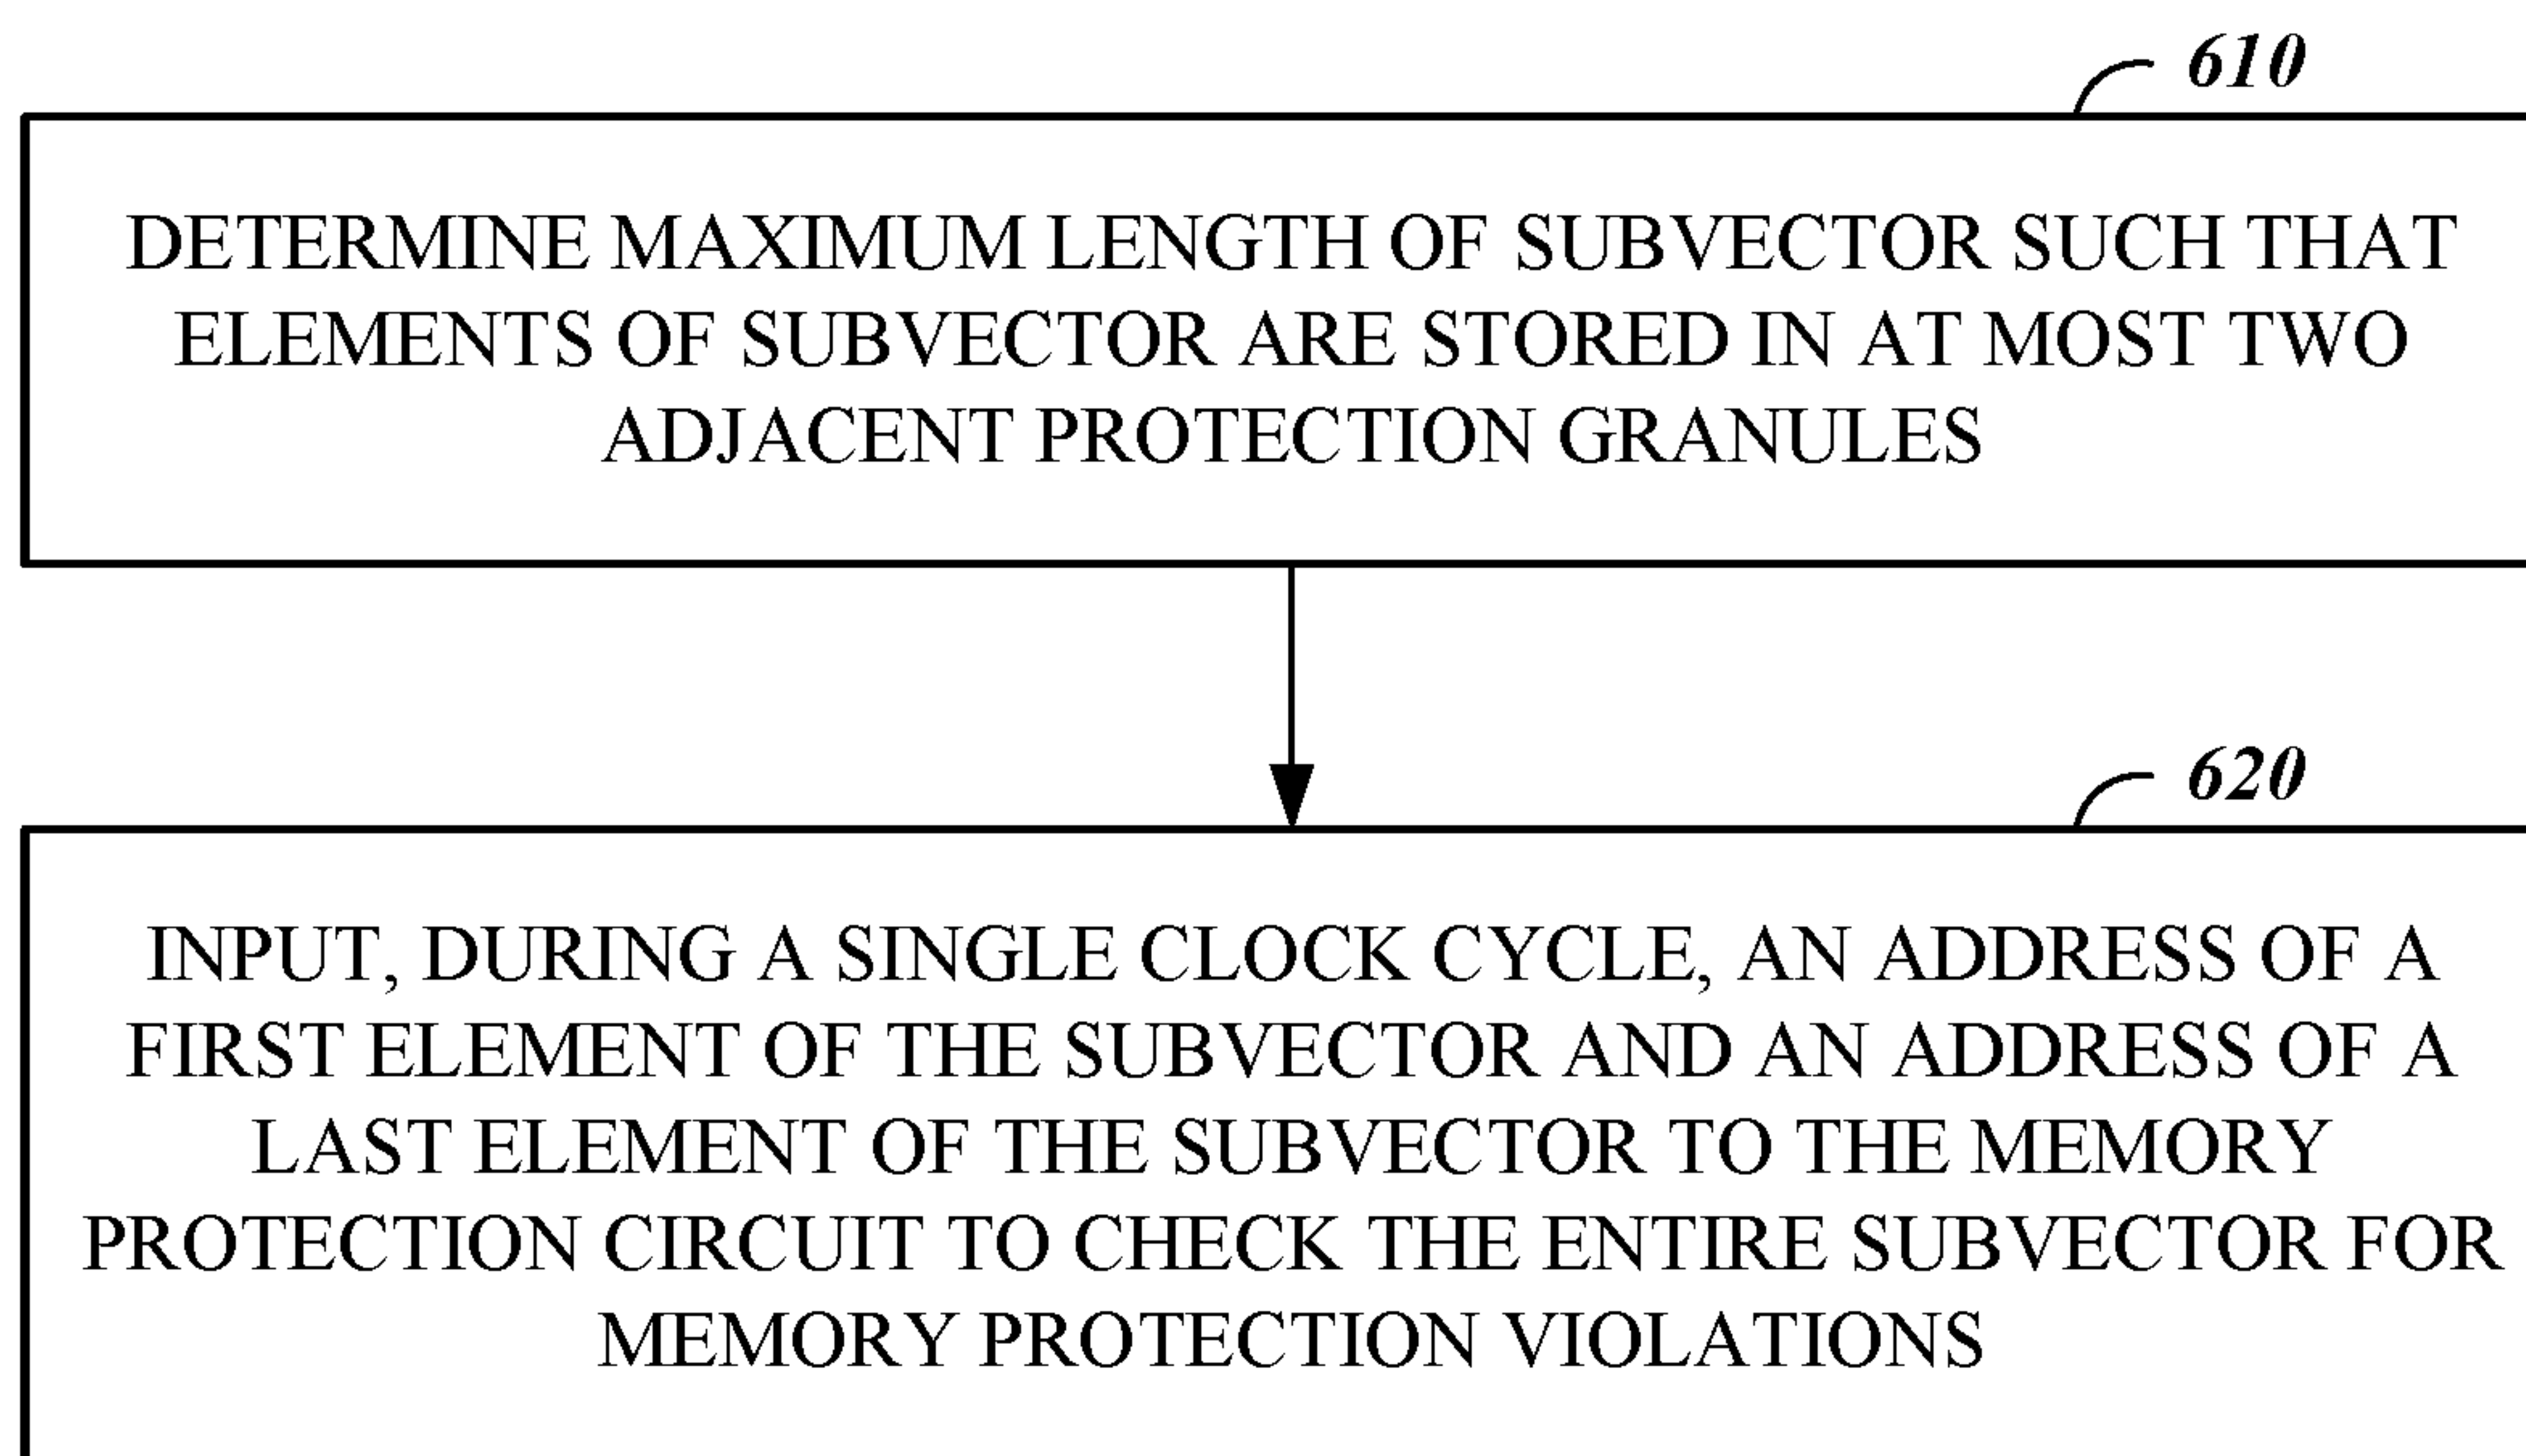 610
DETERMINE MAXIMUM LENGTH OF SUBVECTOR SUCH THAT
ELEMENTS OF SUBVECTOR ARE STORED IN AT MOST TWO
ADJACENT PROTECTION GRANULES
620
INPUT, DURING A SINGLE CLOCK CYCLE, AN ADDRESS OF A
FIRST ELEMENT OF THE SUBVECTOR AND AN ADDRESS OF A
LAST ELEMENT OF THE SUBVECTOR TO THE MEMORY
PROTECTION CIRCUIT TO CHECK THE ENTIRE SUBVECTOR FOR
MEMORY PROTECTION VIOLATIONS